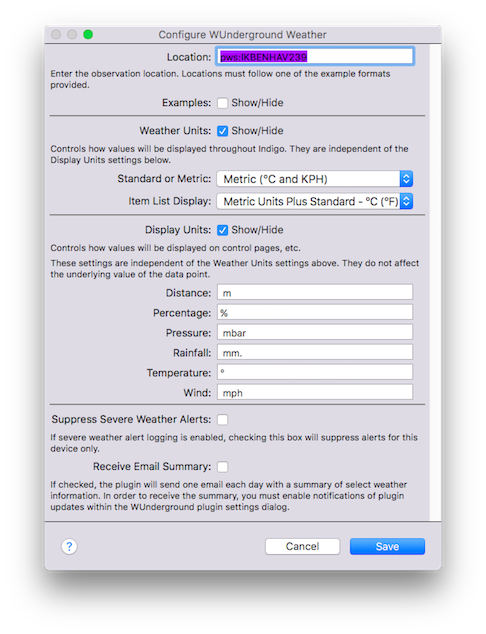 Configure WUnderground Weather
Location: pws:IKBENHAV239
Enter the observation location. Locations must follow one of the example formats
provided.
Examples: Show/Hide
Weather Units: Show/Hide
Controls how values will be displayed throughout Indigo. They are independent of the
Display Units settings below.
Standard or Metric: Metric (°C and KPH)
Item List Display: Metric Units Plus Standard - °C (°F)
Display Units: Show/Hide
Controls how values will be displayed on control pages, etc.
These settings are independent of the Weather Units settings above. They do not affect
the underlying value of the data point.
Distance: m
Percentage: %
Pressure: mbar
Rainfall: mm.
Temperature: °
Wind: mph
Suppress Severe Weather Alerts:
If severe weather alert logging is enabled, checking this box will suppress alerts for this
device only.
Receive Email Summary:
If checked, the plugin will send one email each day with a summary of select weather
information. In order to receive the summary, you must enable notifications of plugin
updates within the WUnderground plugin settings dialog.
? Cancel Save